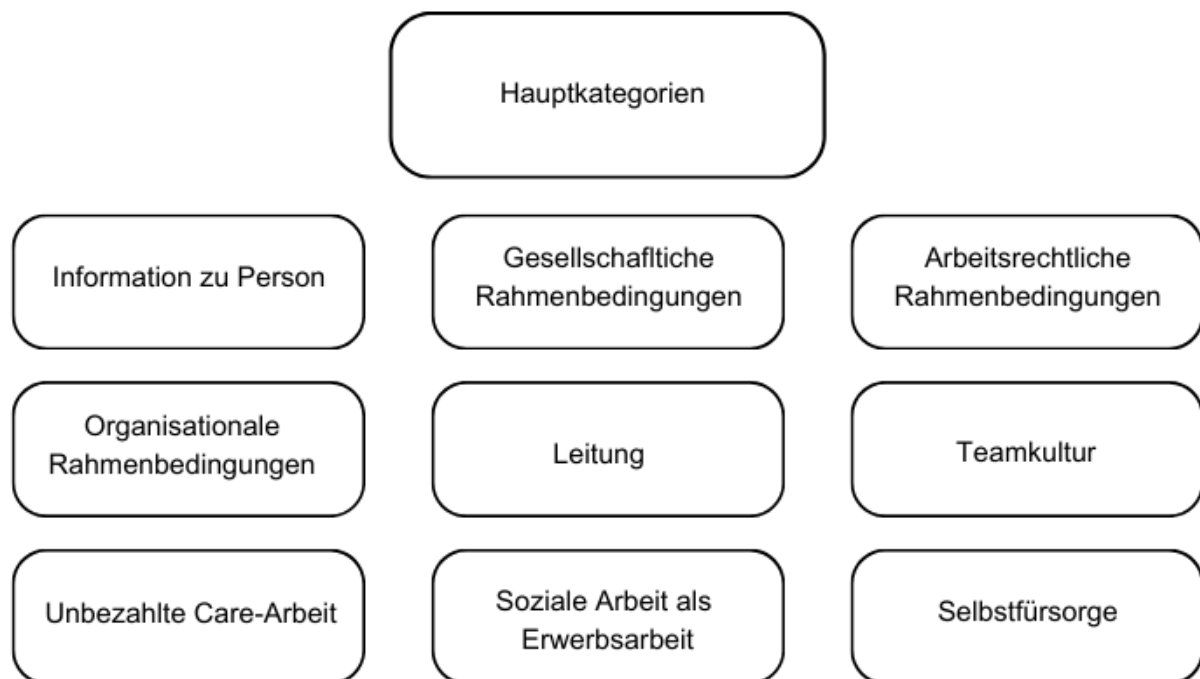 Hauptkategorien
Information zu Person
Gesellschafltiche
Rahmenbedingungen
Arbeitsrechtliche
Rahmenbedingungen
Organisationale
Rahmenbedingungen
Leitung
Teamkultur
Unbezahlte Care-Arbeit
Soziale Arbeit als
Erwerbsarbeit
Selbstfürsorge